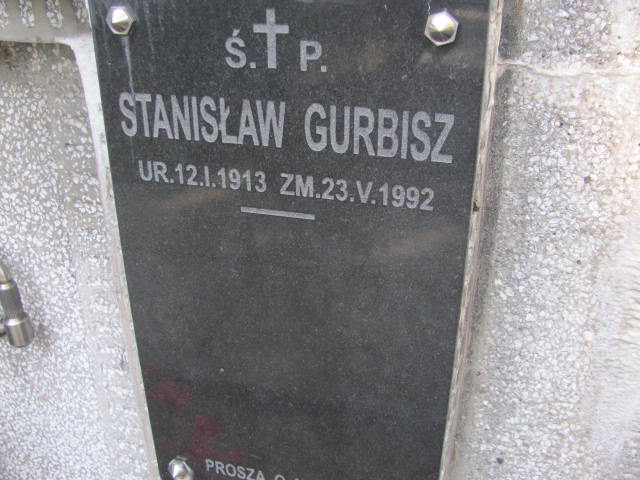 Ś. P.
STANISŁAW GURBISZ
UR.12.I.1913 ZM.23.V.1992
PROSZĄ